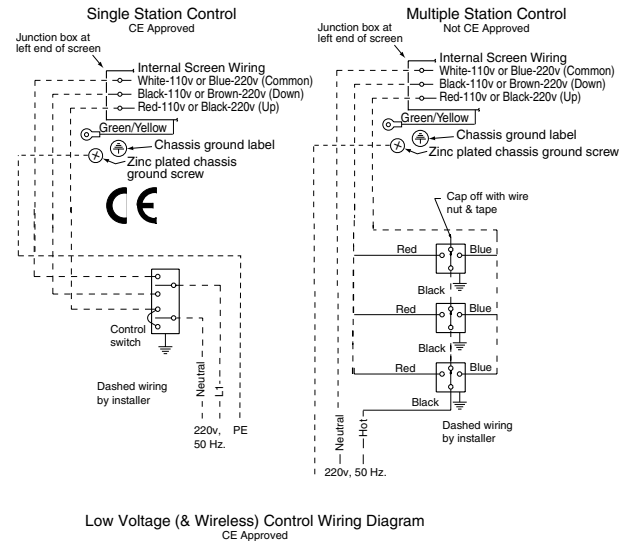 Single Station Control
CE Approved
Junction box at
left end of screen
Internal Screen Wiring
White-110v or Blue-220v (Common)
Black-110v or Brown-220v (Down)
Red-110v or Black-220v (Up)
Green/Yellow
Chassis ground label
Zinc plated chassis
ground screw
CE
Control
switch
Neutral
L1
Dashed wiring
by installer
220v,
50 Hz.
PE
Multiple Station Control
Not CE Approved
Junction box at
left end of screen
Internal Screen Wiring
White-110v or Blue-220v (Common)
Black-110v or Brown-220v (Down)
Red-110v or Black-220v (Up)
Green/Yellow
Chassis ground label
Zinc plated chassis ground screw
Cap off with wire
nut & tape
Red
Blue
Black
Red
Blue
Black
Red
Blue
Black
Neutral
Hot
Dashed wiring
by installer
220v, 50 Hz.
Low Voltage (& Wireless) Control Wiring Diagram
CE Approved